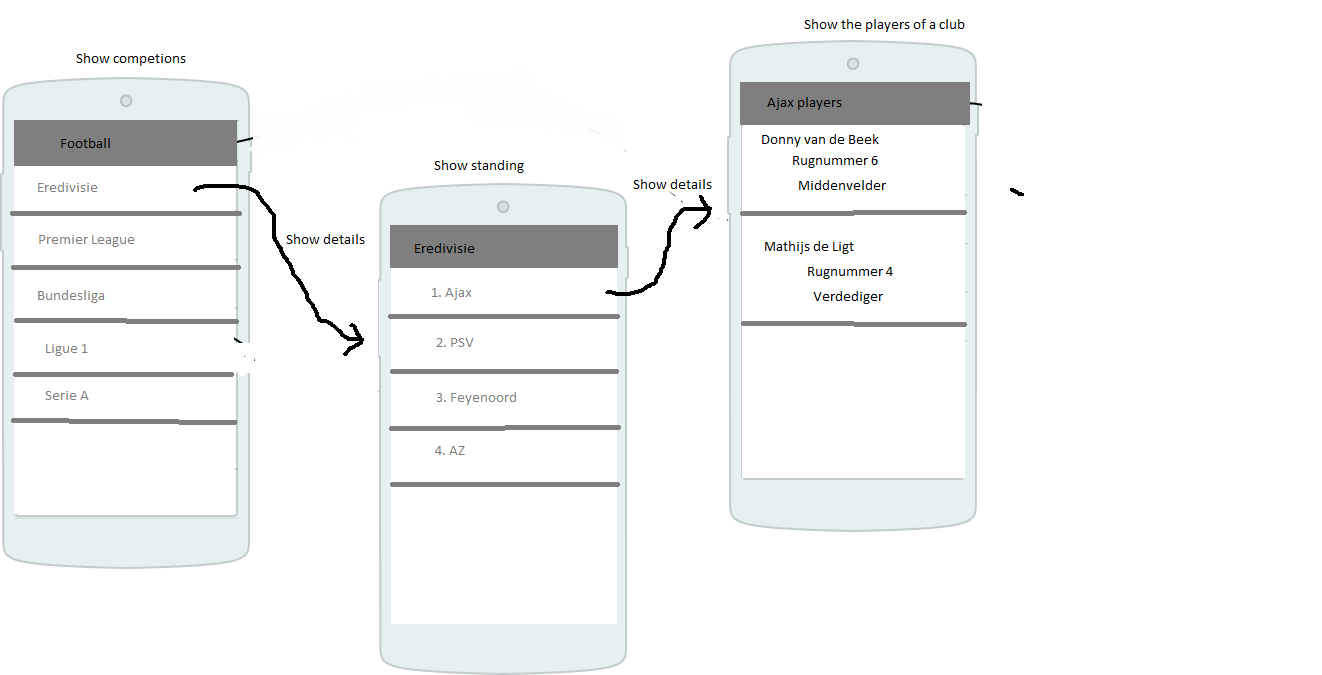 Show competions
Football
Eredivisie
Premier League
Bundesliga
Ligue 1
Serie A
Show details
Show standing
Eredivisie
1. Ajax
2. PSV
3. Feyenoord
4. AZ
Show details
Show the players of a club
Ajax players
Donny van de Beek
Rugnummer 6
Middenvelder
Mathijs de Ligt
Rugnummer 4
Verdediger